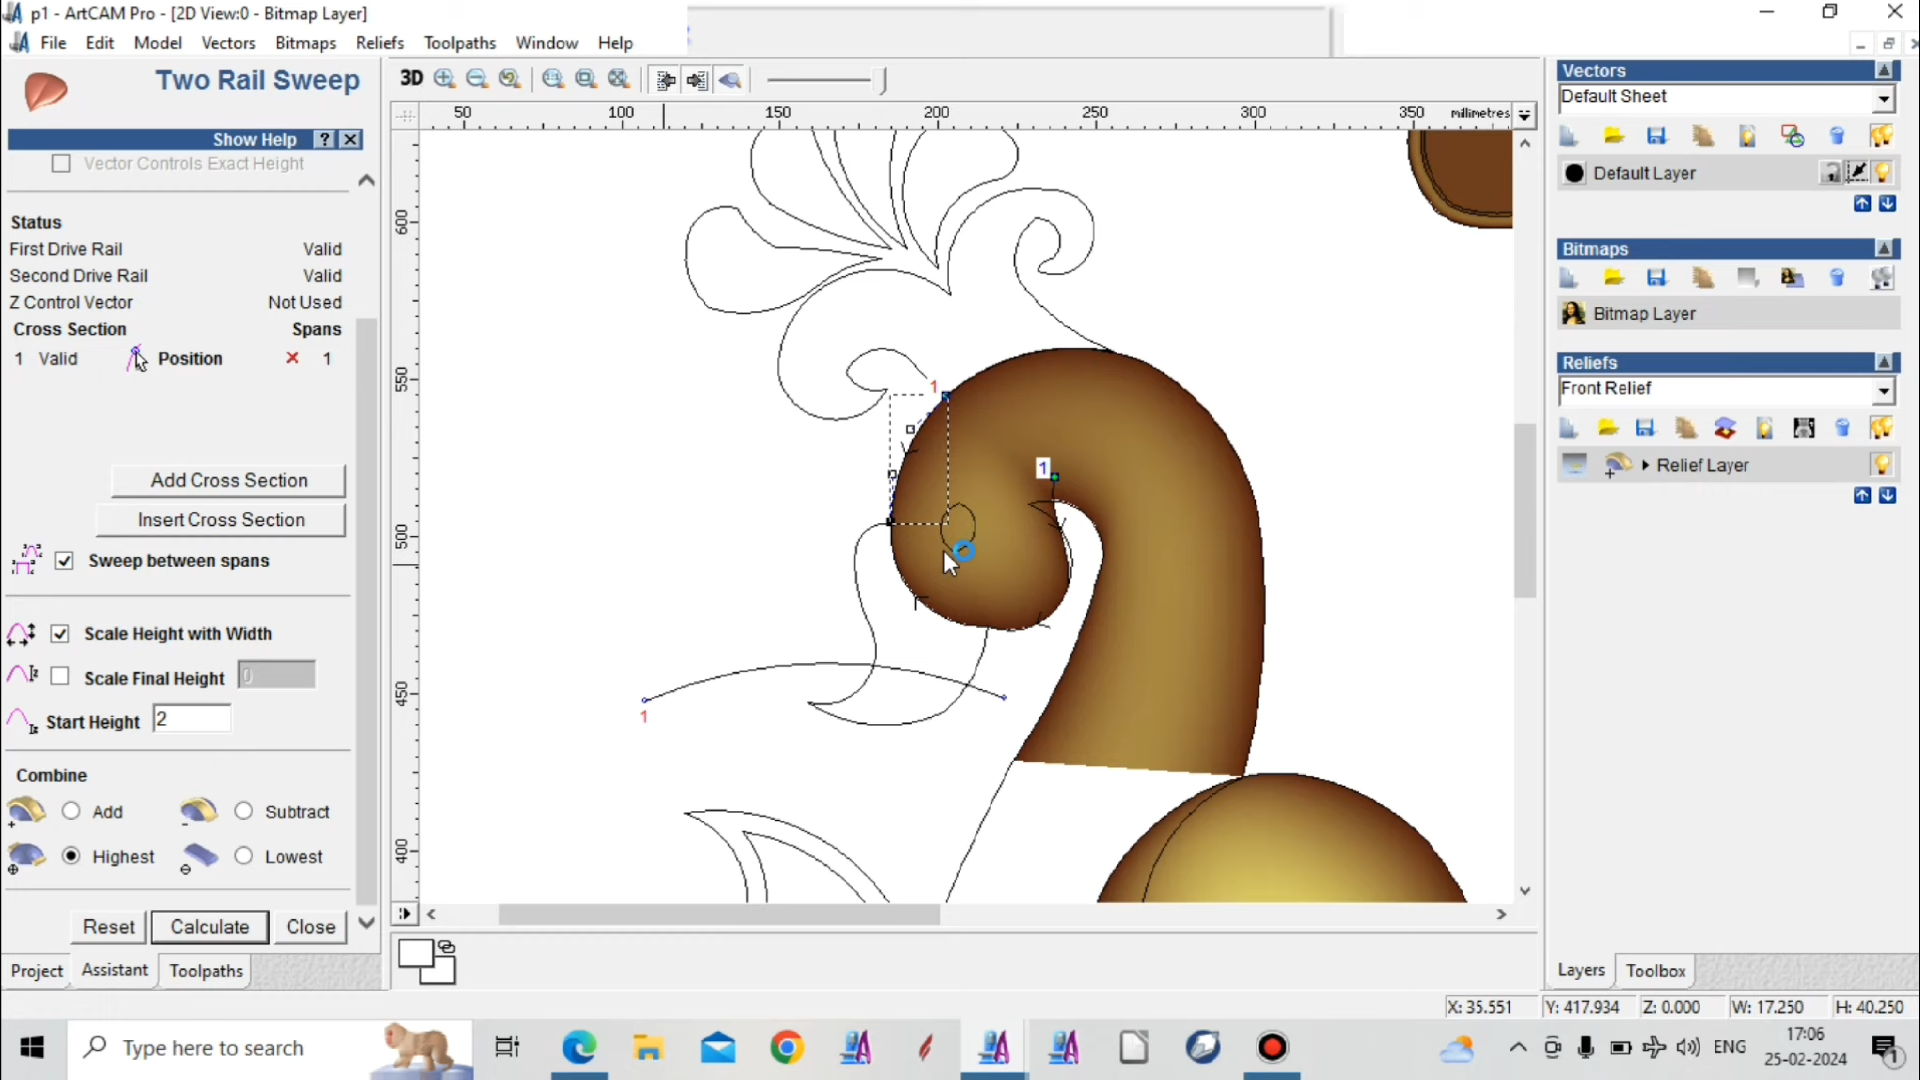 p1 - ArtCAM Pro - [2D View:0 - Bitmap Layer]
File Edit Model Vectors Bitmaps Reliefs Toolpaths Window Help
Two Rail Sweep
Show Help ?
Vector Controls Exact Height
Status
First Drive Rail Valid
Second Drive Rail Valid
Z Control Vector Not Used
Cross Section Spans
1 Valid Position 1
Add Cross Section
Insert Cross Section
Sweep between spans
Scale Height with Width
Scale Final Height 0
Start Height 2
Combine
Add Subtract
Highest Lowest
Reset Calculate Close
Project Assistant Toolpaths
3D
50 100 150 200 250 300 350 millimetres
600
550
500
450
400
1
1
1
Vectors
Default Sheet
Default Layer
Bitmaps
Bitmap Layer
Reliefs
Front Relief
Relief Layer
Layers Toolbox
X: 35.551 Y: 417.934 Z: 0.000 W: 17.250 H: 40.250
Type here to search
ENG
17:06
25-02-2024
1